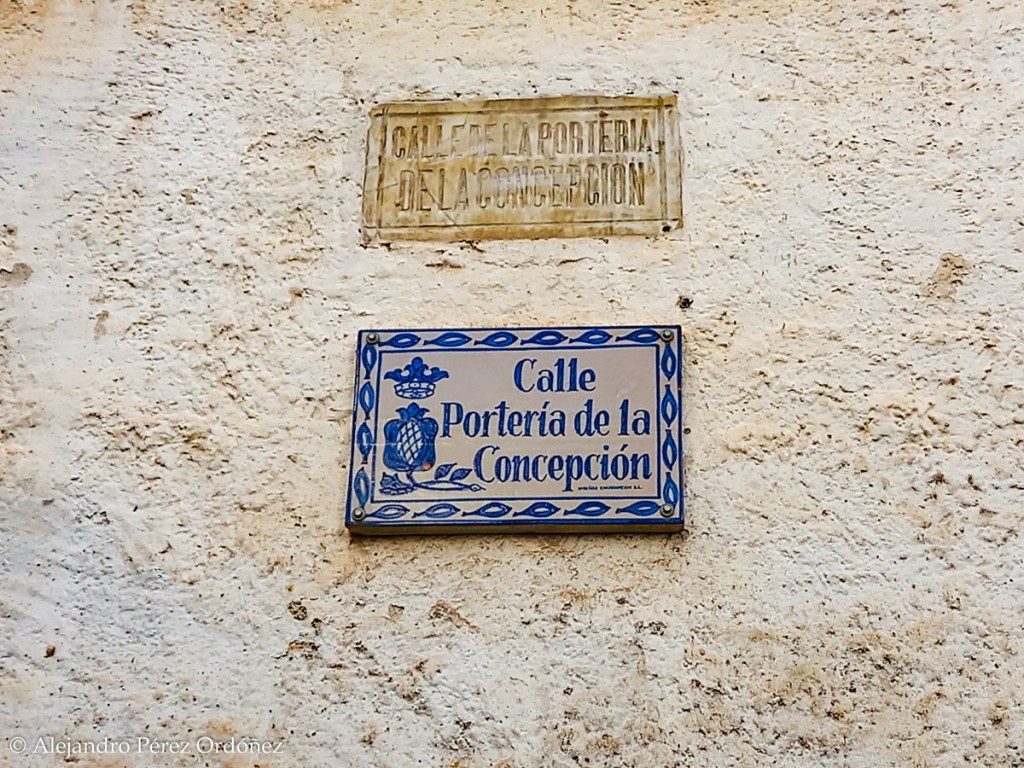 CALLE DE LA PORTERIA
DE LA CONCEPCION
Calle
Portería de la
Concepción
© Alejandro Pérez Ordóñez